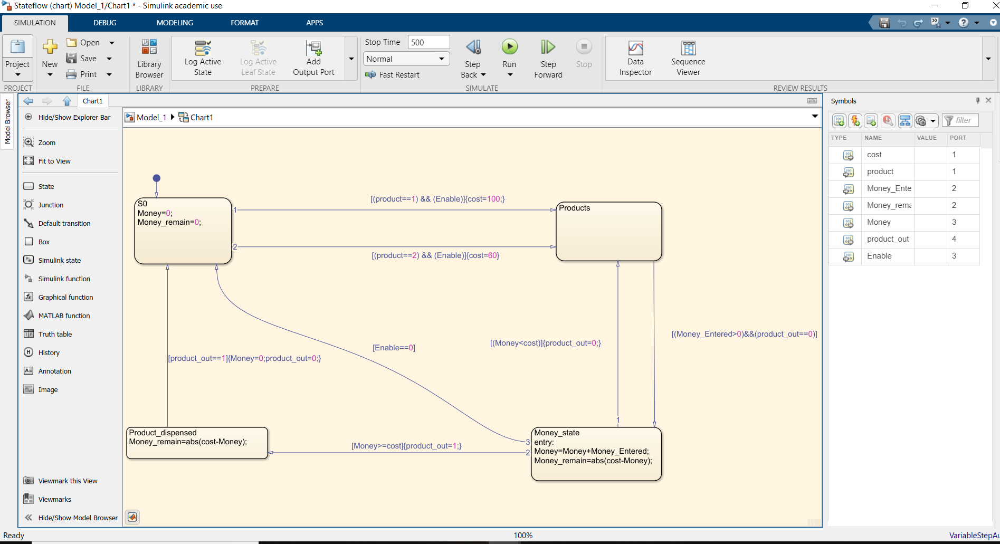 Stateflow (chart) Model_1/Chart1 * - Simulink academic use
SIMULATION
DEBUG
MODELING
FORMAT
APPS
Project
New
Open
Save
Print
Library
Browser
Log Active
State
Log Active
Leaf State
Add
Output Port
Stop Time
500
Normal
Fast Restart
Step
Back
Run
Step
Forward
Stop
Data
Inspector
Sequence
Viewer
PROJECT
FILE
LIBRARY
PREPARE
SIMULATE
REVIEW RESULTS
Model Browser
Chart1
Hide/Show Explorer Bar
Zoom
Fit to View
State
Junction
Default transition
Box
Simulink state
Simulink function
Graphical function
MATLAB function
Truth table
History
Annotation
Image
Viewmark this View
Viewmarks
Hide/Show Model Browser
Model_1
Chart1
S0
Money=0;
Money_remain=0;
1
[(product==1) && (Enable)]{cost=100;}
2
[(product==2) && (Enable)]{cost=60}
Products
[(Money_Entered>0)&&(product_out==0)]
[(Money<cost)]{product_out=0;}
[Enable==0]
[product_out==1]{Money=0;product_out=0;}
1
Product_dispensed
Money_remain=abs(cost-Money);
[Money>=cost]{product_out=1;}
3
2
Money_state
entry:
Money=Money+Money_Entered;
Money_remain=abs(cost-Money);
Symbols
filter
TYPE NAME VALUE PORT
cost 1
product 1
Money_Ente 2
Money_rema 2
Money 3
product_out 4
Enable 3
Ready
100%
VariableStepAu